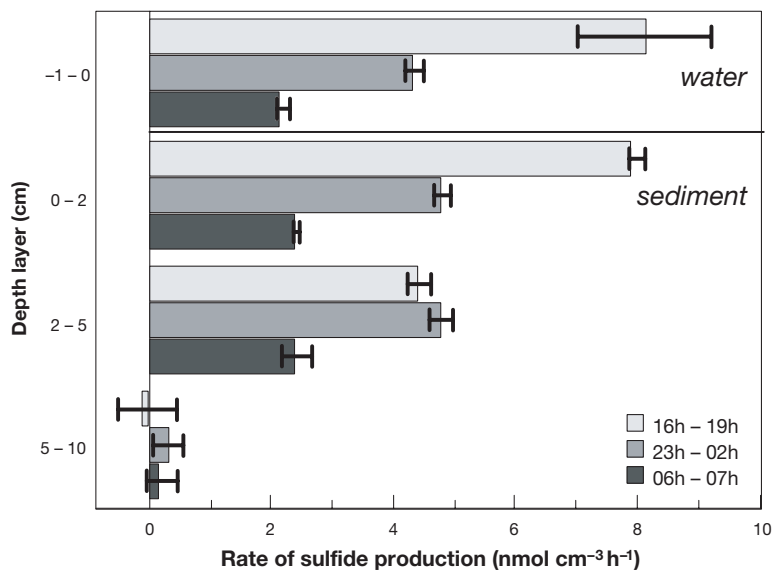 –1 – 0
water
0 – 2
sediment
Depth layer (cm)
2 – 5
5 – 10
16h – 19h
23h – 02h
06h – 07h
0 2 4 6 8 10
Rate of sulfide production (nmol cm⁻³ h⁻¹)